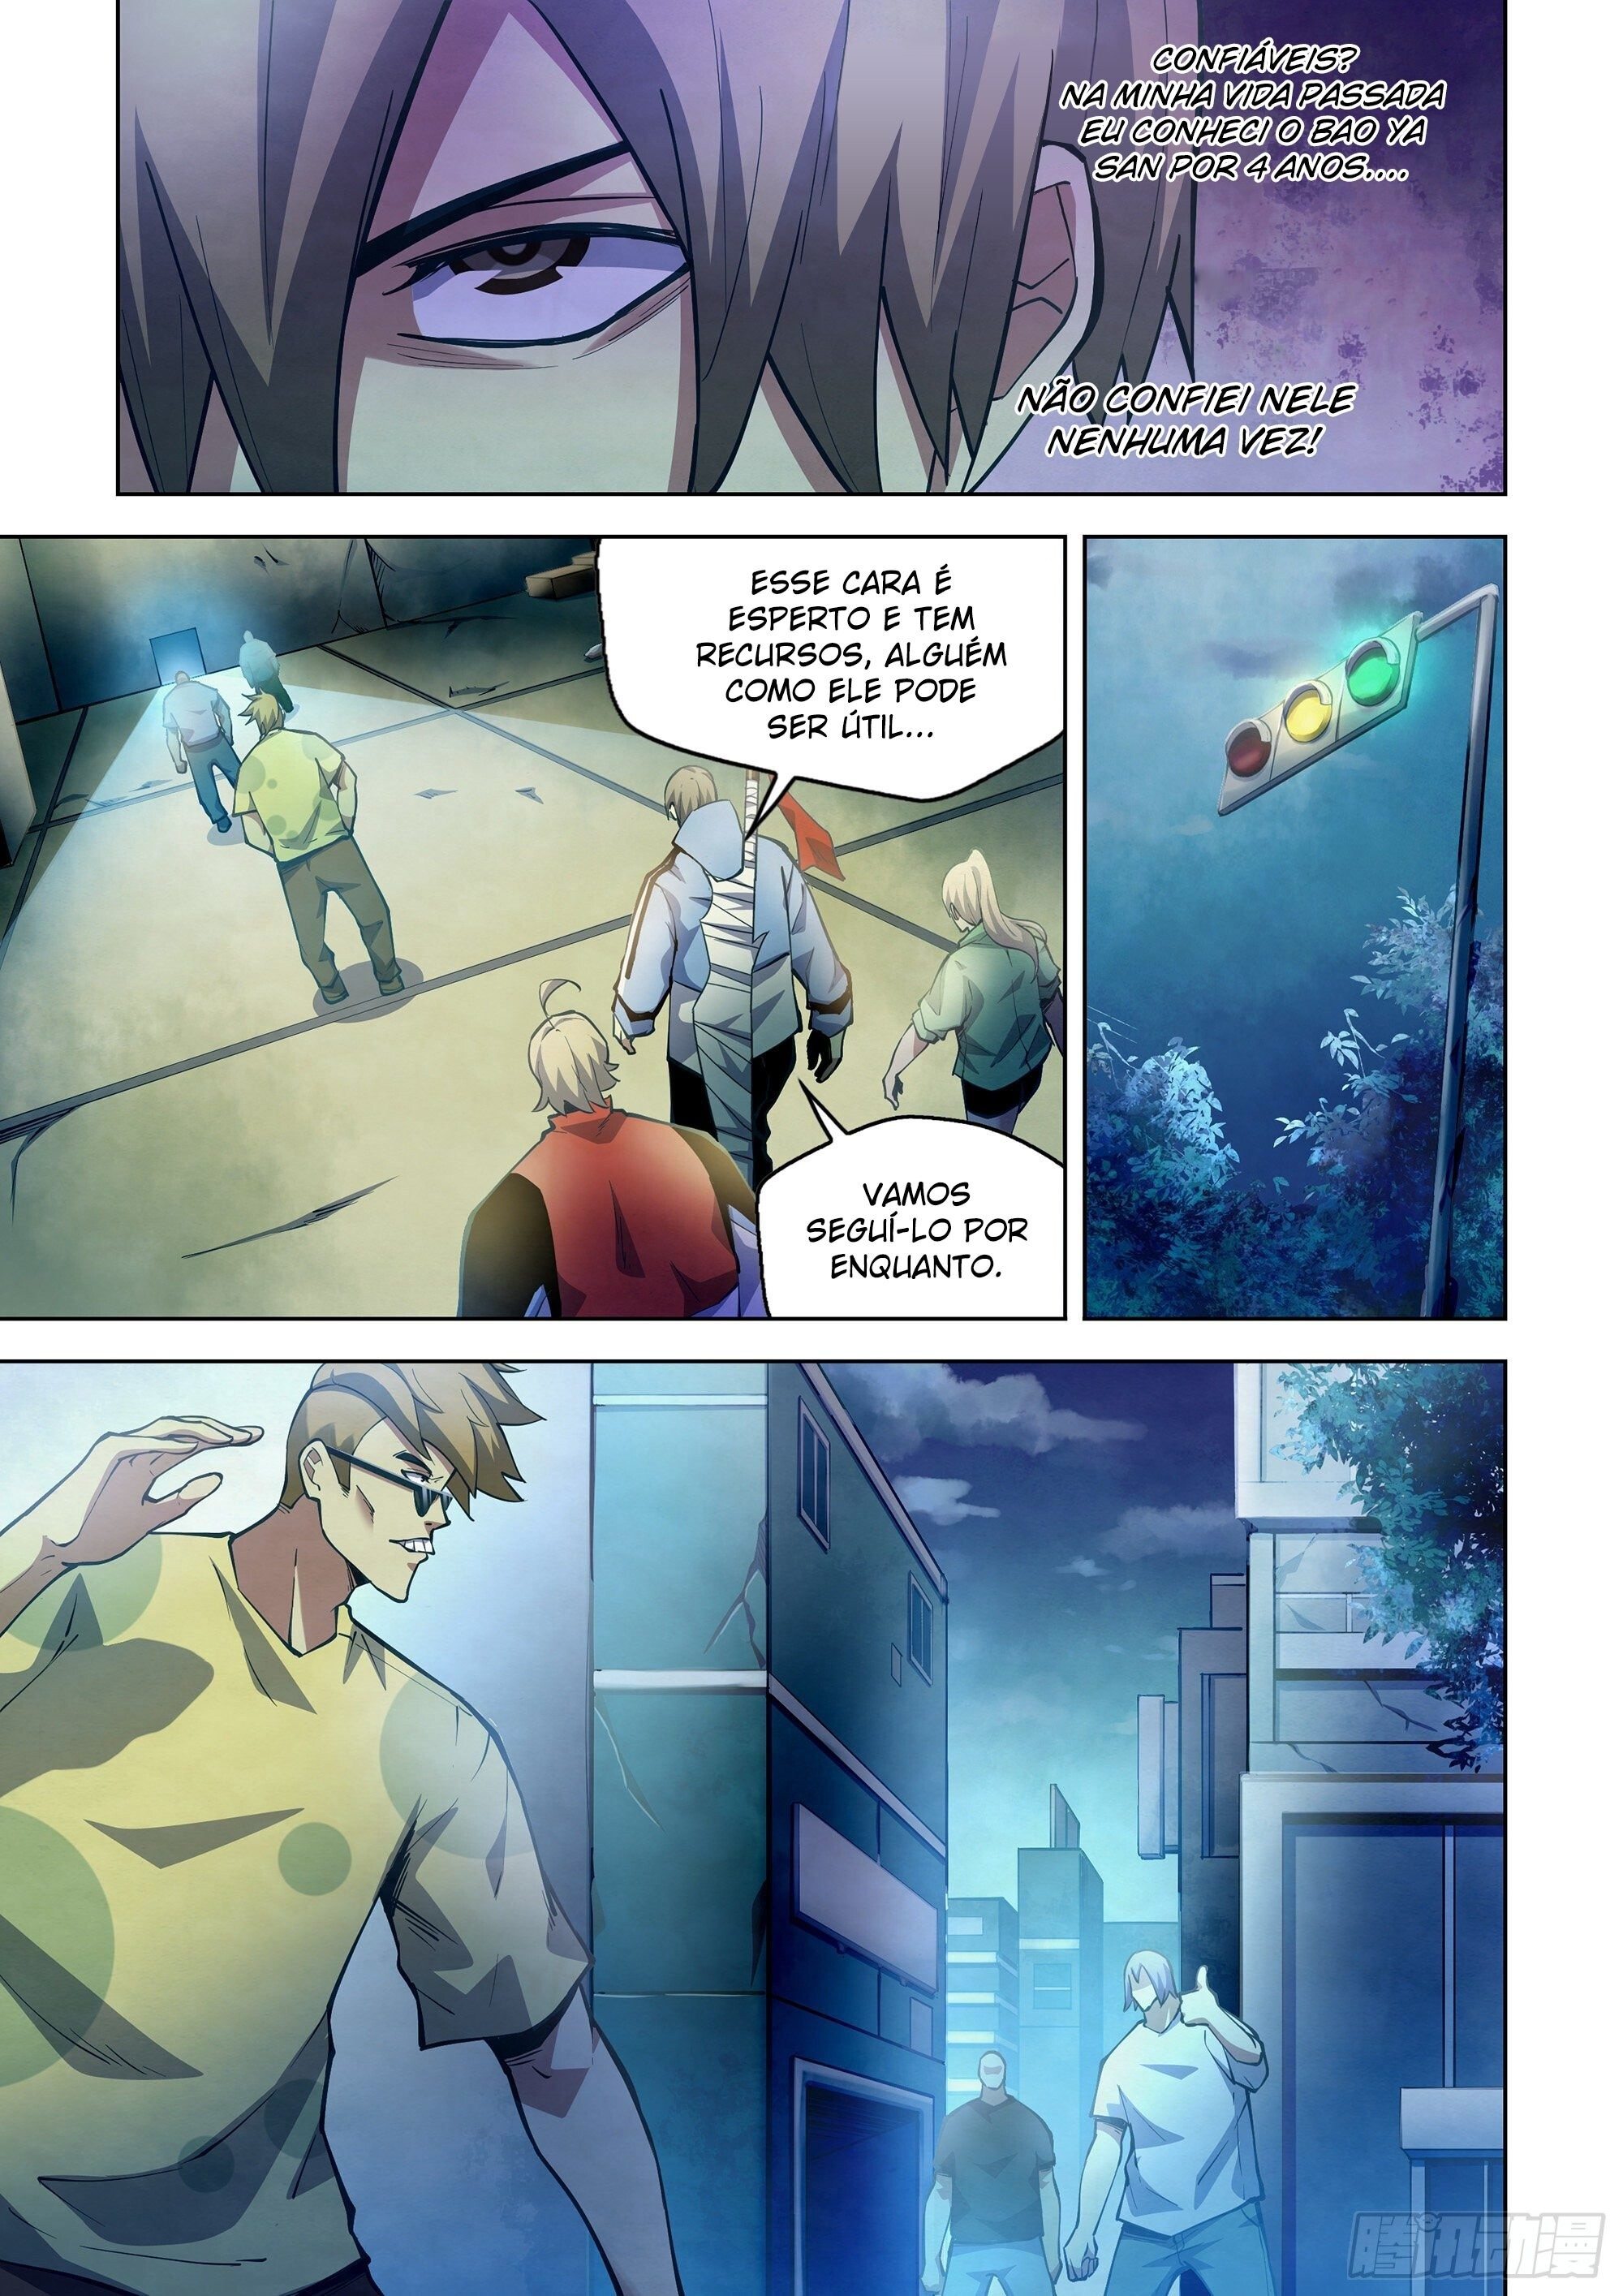 CONFIÁVEIS?
NA MINHA VIDA PASSADA
EU CONHECI O BAO YA
SAN POR 4 ANOS....
NÃO CONFIEI NELE
NENHUMA VEZ!
ESSE CARA É
ESPERTO E TEM
RECURSOS, ALGUÉM
COMO ELE PODE
SER ÚTIL...
VAMOS
SEGUÍ-LO POR
ENQUANTO.
腾讯动漫